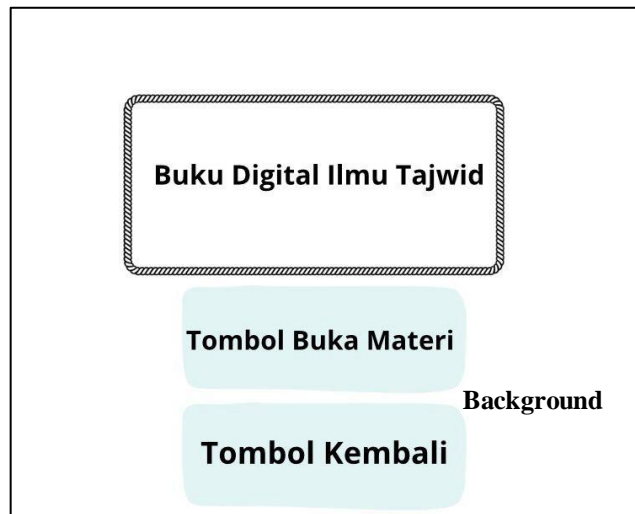 Buku Digital Ilmu Tajwid
Tombol Buka Materi
Background
Tombol Kembali